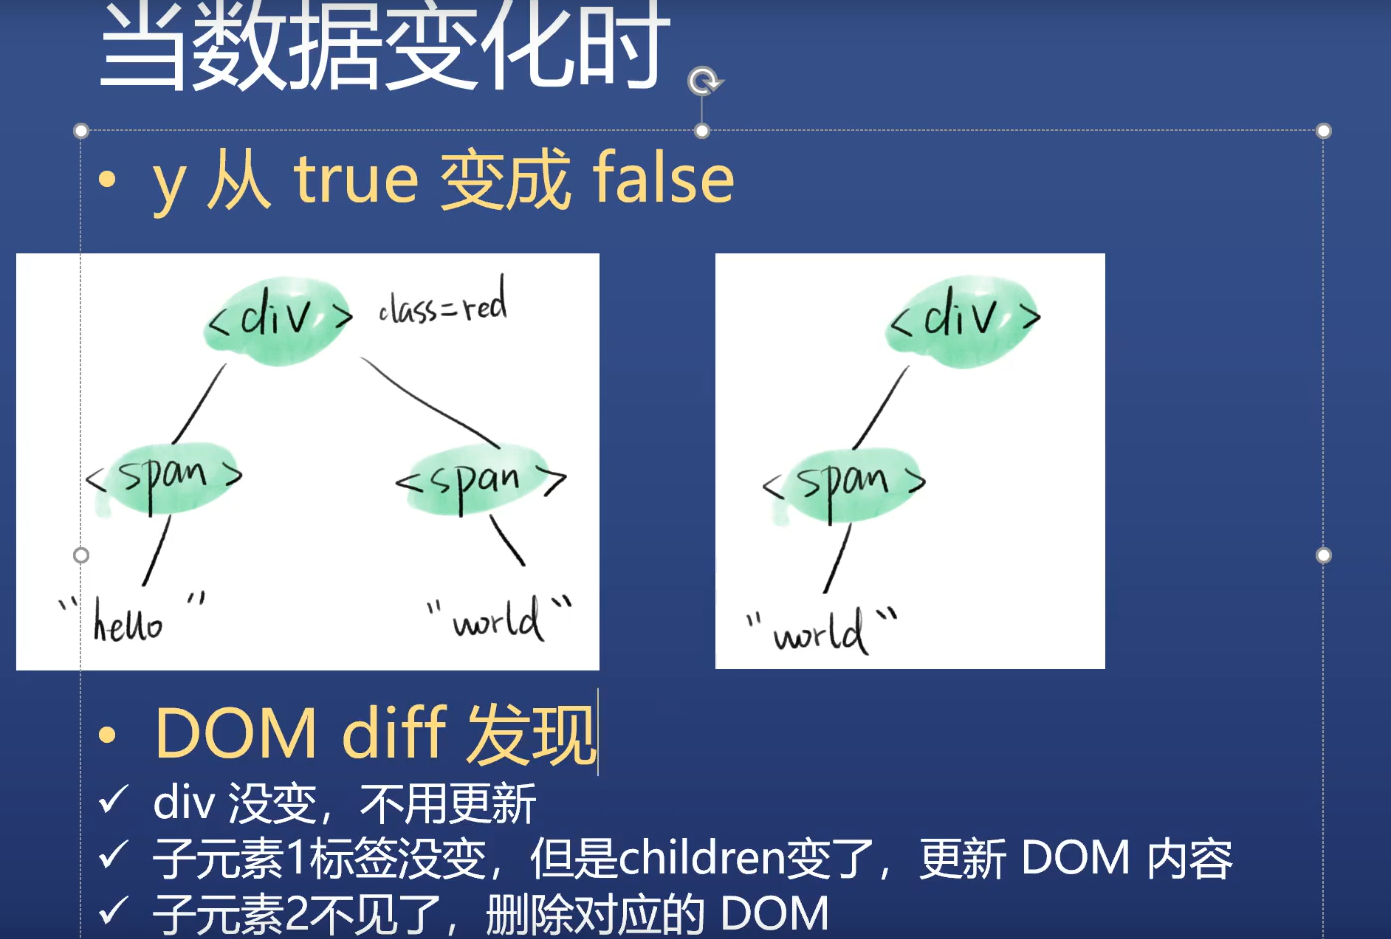 当数据变化时
• y 从 true 变成 false
<div> class=red
<div>
<span> <span>
<span>
"hello" "world"
"world"
• DOM diff 发现
✓ div 没变，不用更新
✓ 子元素1标签没变，但是children变了，更新 DOM 内容
✓ 子元素2不见了，删除对应的 DOM